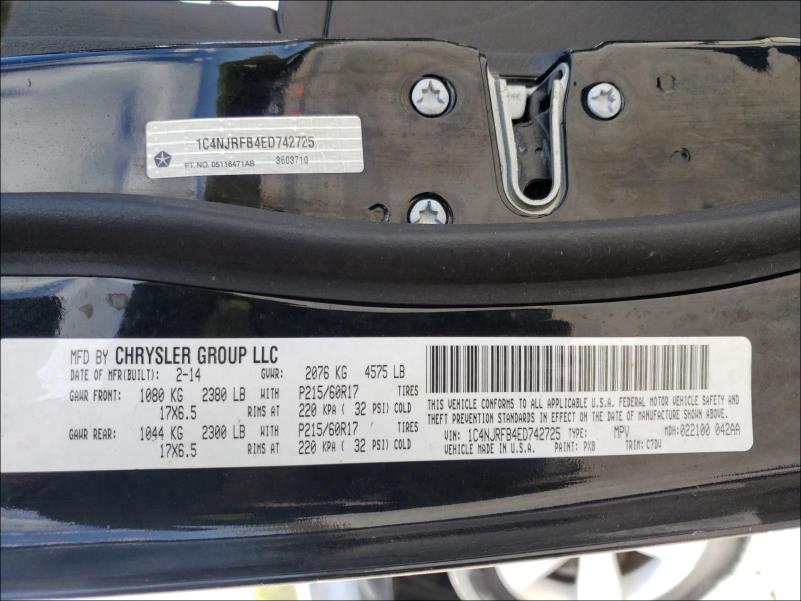 1C4NJRFB4ED742725
PT. NO. 05116471AB 3603710
MFD BY CHRYSLER GROUP LLC
DATE OF MFR(BUILT): 2-14 GVWR: 2076 KG 4575 LB
GAWR FRONT: 1080 KG 2380 LB WITH P215/60R17 TIRES
17X6.5 RIMS AT 220 KPA ( 32 PSI) COLD
GAWR REAR: 1044 KG 2300 LB WITH P215/60R17 TIRES
17X6.5 RIMS AT 220 KPA ( 32 PSI) COLD
THIS VEHICLE CONFORMS TO ALL APPLICABLE U.S.A. FEDERAL MOTOR VEHICLE SAFETY AND
THEFT PREVENTION STANDARDS IN EFFECT ON THE DATE OF MANUFACTURE SHOWN ABOVE.
VIN: 1C4NJRFB4ED742725 TYPE: MPV MDH:022100 042AA
VEHICLE MADE IN U.S.A. PAINT: PXB TRIM: C7DV